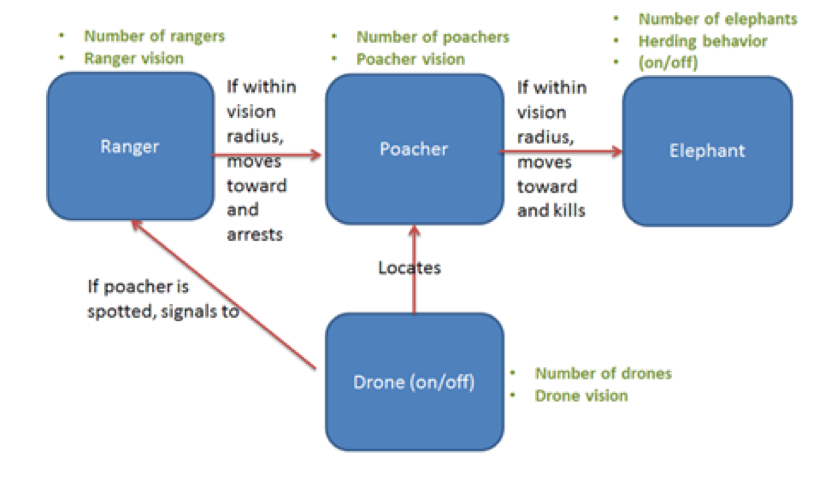 • Number of rangers
• Ranger vision
• Number of poachers
• Poacher vision
• Number of elephants
• Herding behavior
• (on/off)
Ranger
If within
vision
radius,
moves
toward
and
arrests
Poacher
If within
vision
radius,
moves
toward
and kills
Elephant
Locates
If poacher is
spotted, signals to
Drone (on/off)
• Number of drones
• Drone vision